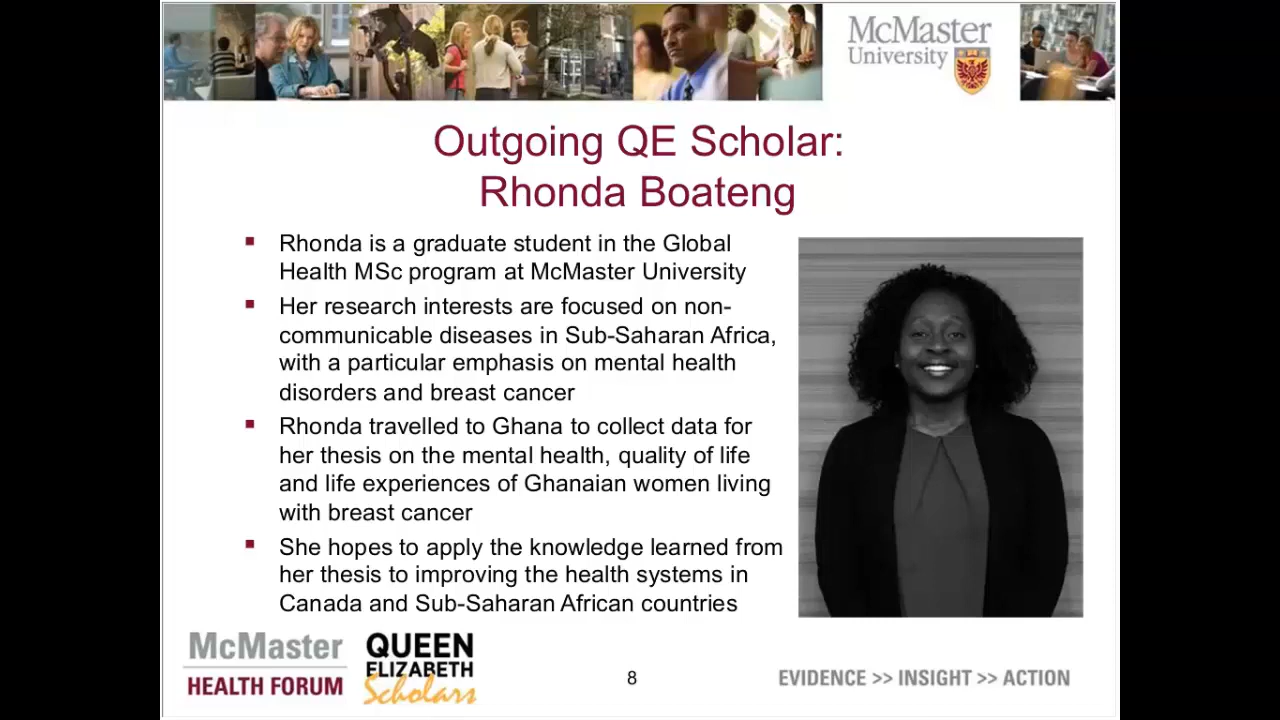 McMaster
University
Outgoing QE Scholar:
Rhonda Boateng
Rhonda is a graduate student in the Global
Health MSc program at McMaster University
Her research interests are focused on non-
communicable diseases in Sub-Saharan Africa,
with a particular emphasis on mental health
disorders and breast cancer
Rhonda travelled to Ghana to collect data for
her thesis on the mental health, quality of life
and life experiences of Ghanaian women living
with breast cancer
She hopes to apply the knowledge learned from
her thesis to improving the health systems in
Canada and Sub-Saharan African countries
McMaster
HEALTH FORUM
QUEEN
ELIZABETH
Scholars
8
EVIDENCE >> INSIGHT >> ACTION